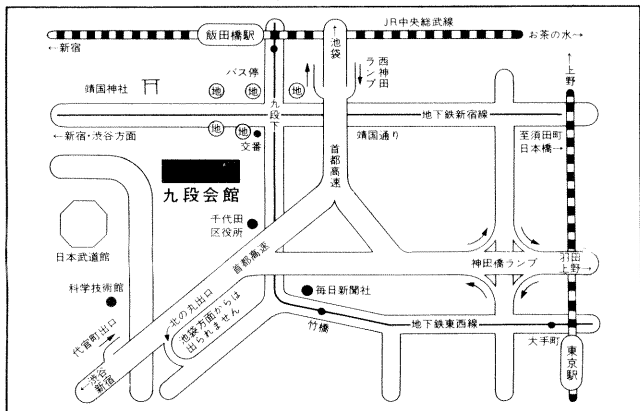 JR中央総武線
飯田橋駅
←新宿
お茶の水→
←池袋
西神田
ランプ
←上野
バス停
靖国神社
地
地
地
地
地
九段下
地下鉄新宿線
←新宿・渋谷方面
交番
靖国通り
至須田町
日本橋→
首都高速
九段会館
千代田
区役所
日本武道館
首都高速
神田橋ランプ
羽田
上野→
科学技術館
北の丸出口
毎日新聞社
代官町出口
池袋方面からは
出られません
竹橋
地下鉄東西線
大手町
←渋谷
新宿
東京駅